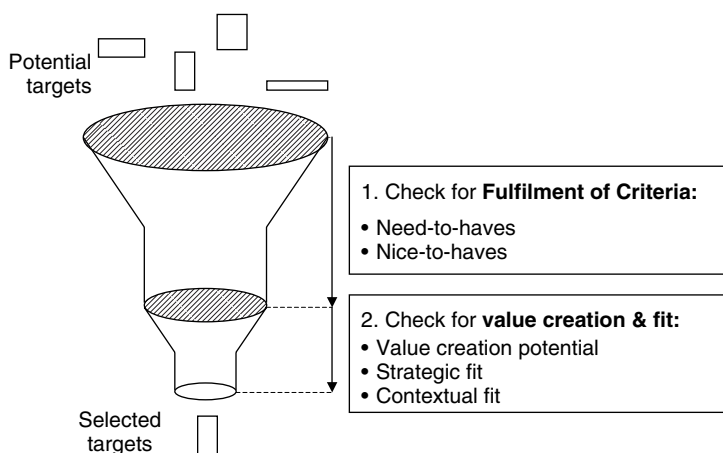 Potential
targets
1. Check for Fulfilment of Criteria:
• Need-to-haves
• Nice-to-haves
2. Check for value creation & fit:
• Value creation potential
• Strategic fit
• Contextual fit
Selected
targets